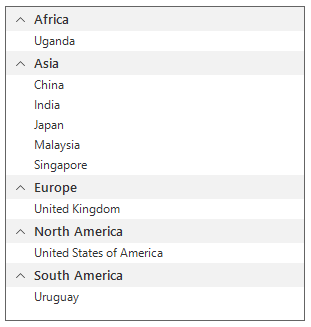 Africa
Uganda
Asia
China
India
Japan
Malaysia
Singapore
Europe
United Kingdom
North America
United States of America
South America
Uruguay